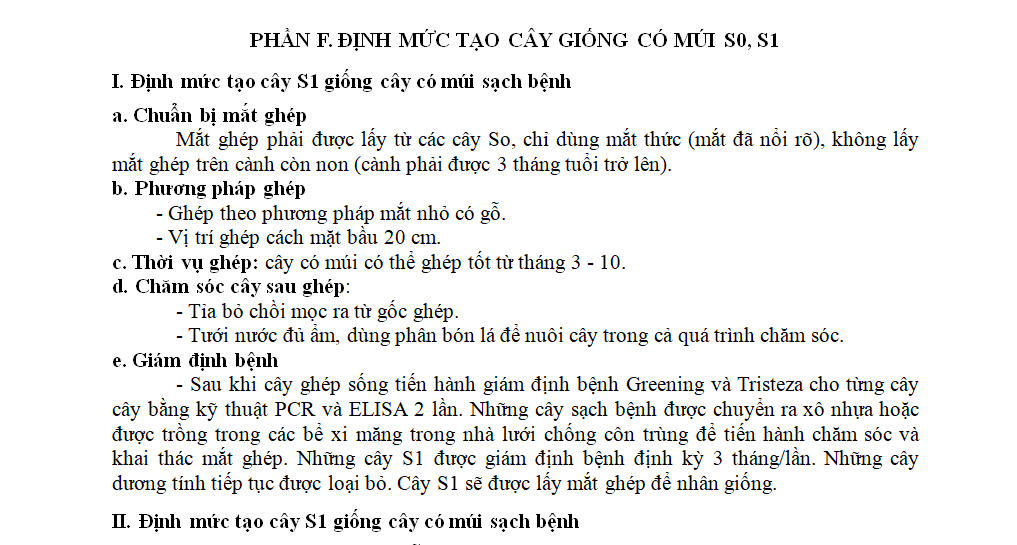 PHẦN F. ĐỊNH MỨC TẠO CÂY GIỐNG CÓ MÚI S0, S1
I. Định mức tạo cây S1 giống cây có múi sạch bệnh
a. Chuẩn bị mắt ghép
Mắt ghép phải được lấy từ các cây So, chỉ dùng mắt thức (mắt đã nổi rõ), không lấy
mắt ghép trên cành còn non (cành phải được 3 tháng tuổi trở lên).
b. Phương pháp ghép
- Ghép theo phương pháp mắt nhỏ có gỗ.
- Vị trí ghép cách mặt bầu 20 cm.
c. Thời vụ ghép: cây có múi có thể ghép tốt từ tháng 3 - 10.
d. Chăm sóc cây sau ghép:
- Tỉa bỏ chồi mọc ra từ gốc ghép.
- Tưới nước đủ ẩm, dùng phân bón lá để nuôi cây trong cả quá trình chăm sóc.
e. Giám định bệnh
- Sau khi cây ghép sống tiến hành giám định bệnh Greening và Tristeza cho từng cây
cây bằng kỹ thuật PCR và ELISA 2 lần. Những cây sạch bệnh được chuyển ra xô nhựa hoặc
được trồng trong các bể xi măng trong nhà lưới chống côn trùng để tiến hành chăm sóc và
khai thác mắt ghép. Những cây S1 được giám định bệnh định kỳ 3 tháng/lần. Những cây
dương tính tiếp tục được loại bỏ. Cây S1 sẽ được lấy mắt ghép để nhân giống.
II. Định mức tạo cây S1 giống cây có múi sạch bệnh